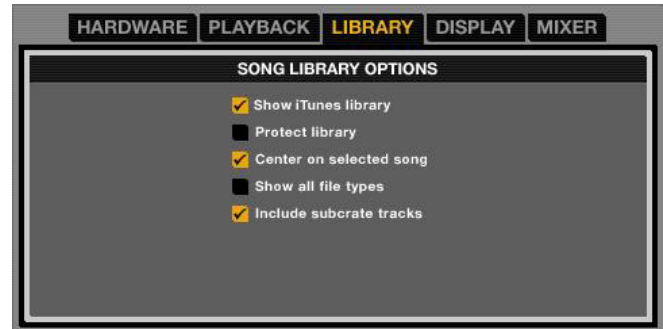 HARDWARE PLAYBACK LIBRARY DISPLAY MIXER
SONG LIBRARY OPTIONS
Show iTunes library
Protect library
Center on selected song
Show all file types
Include subcrate tracks